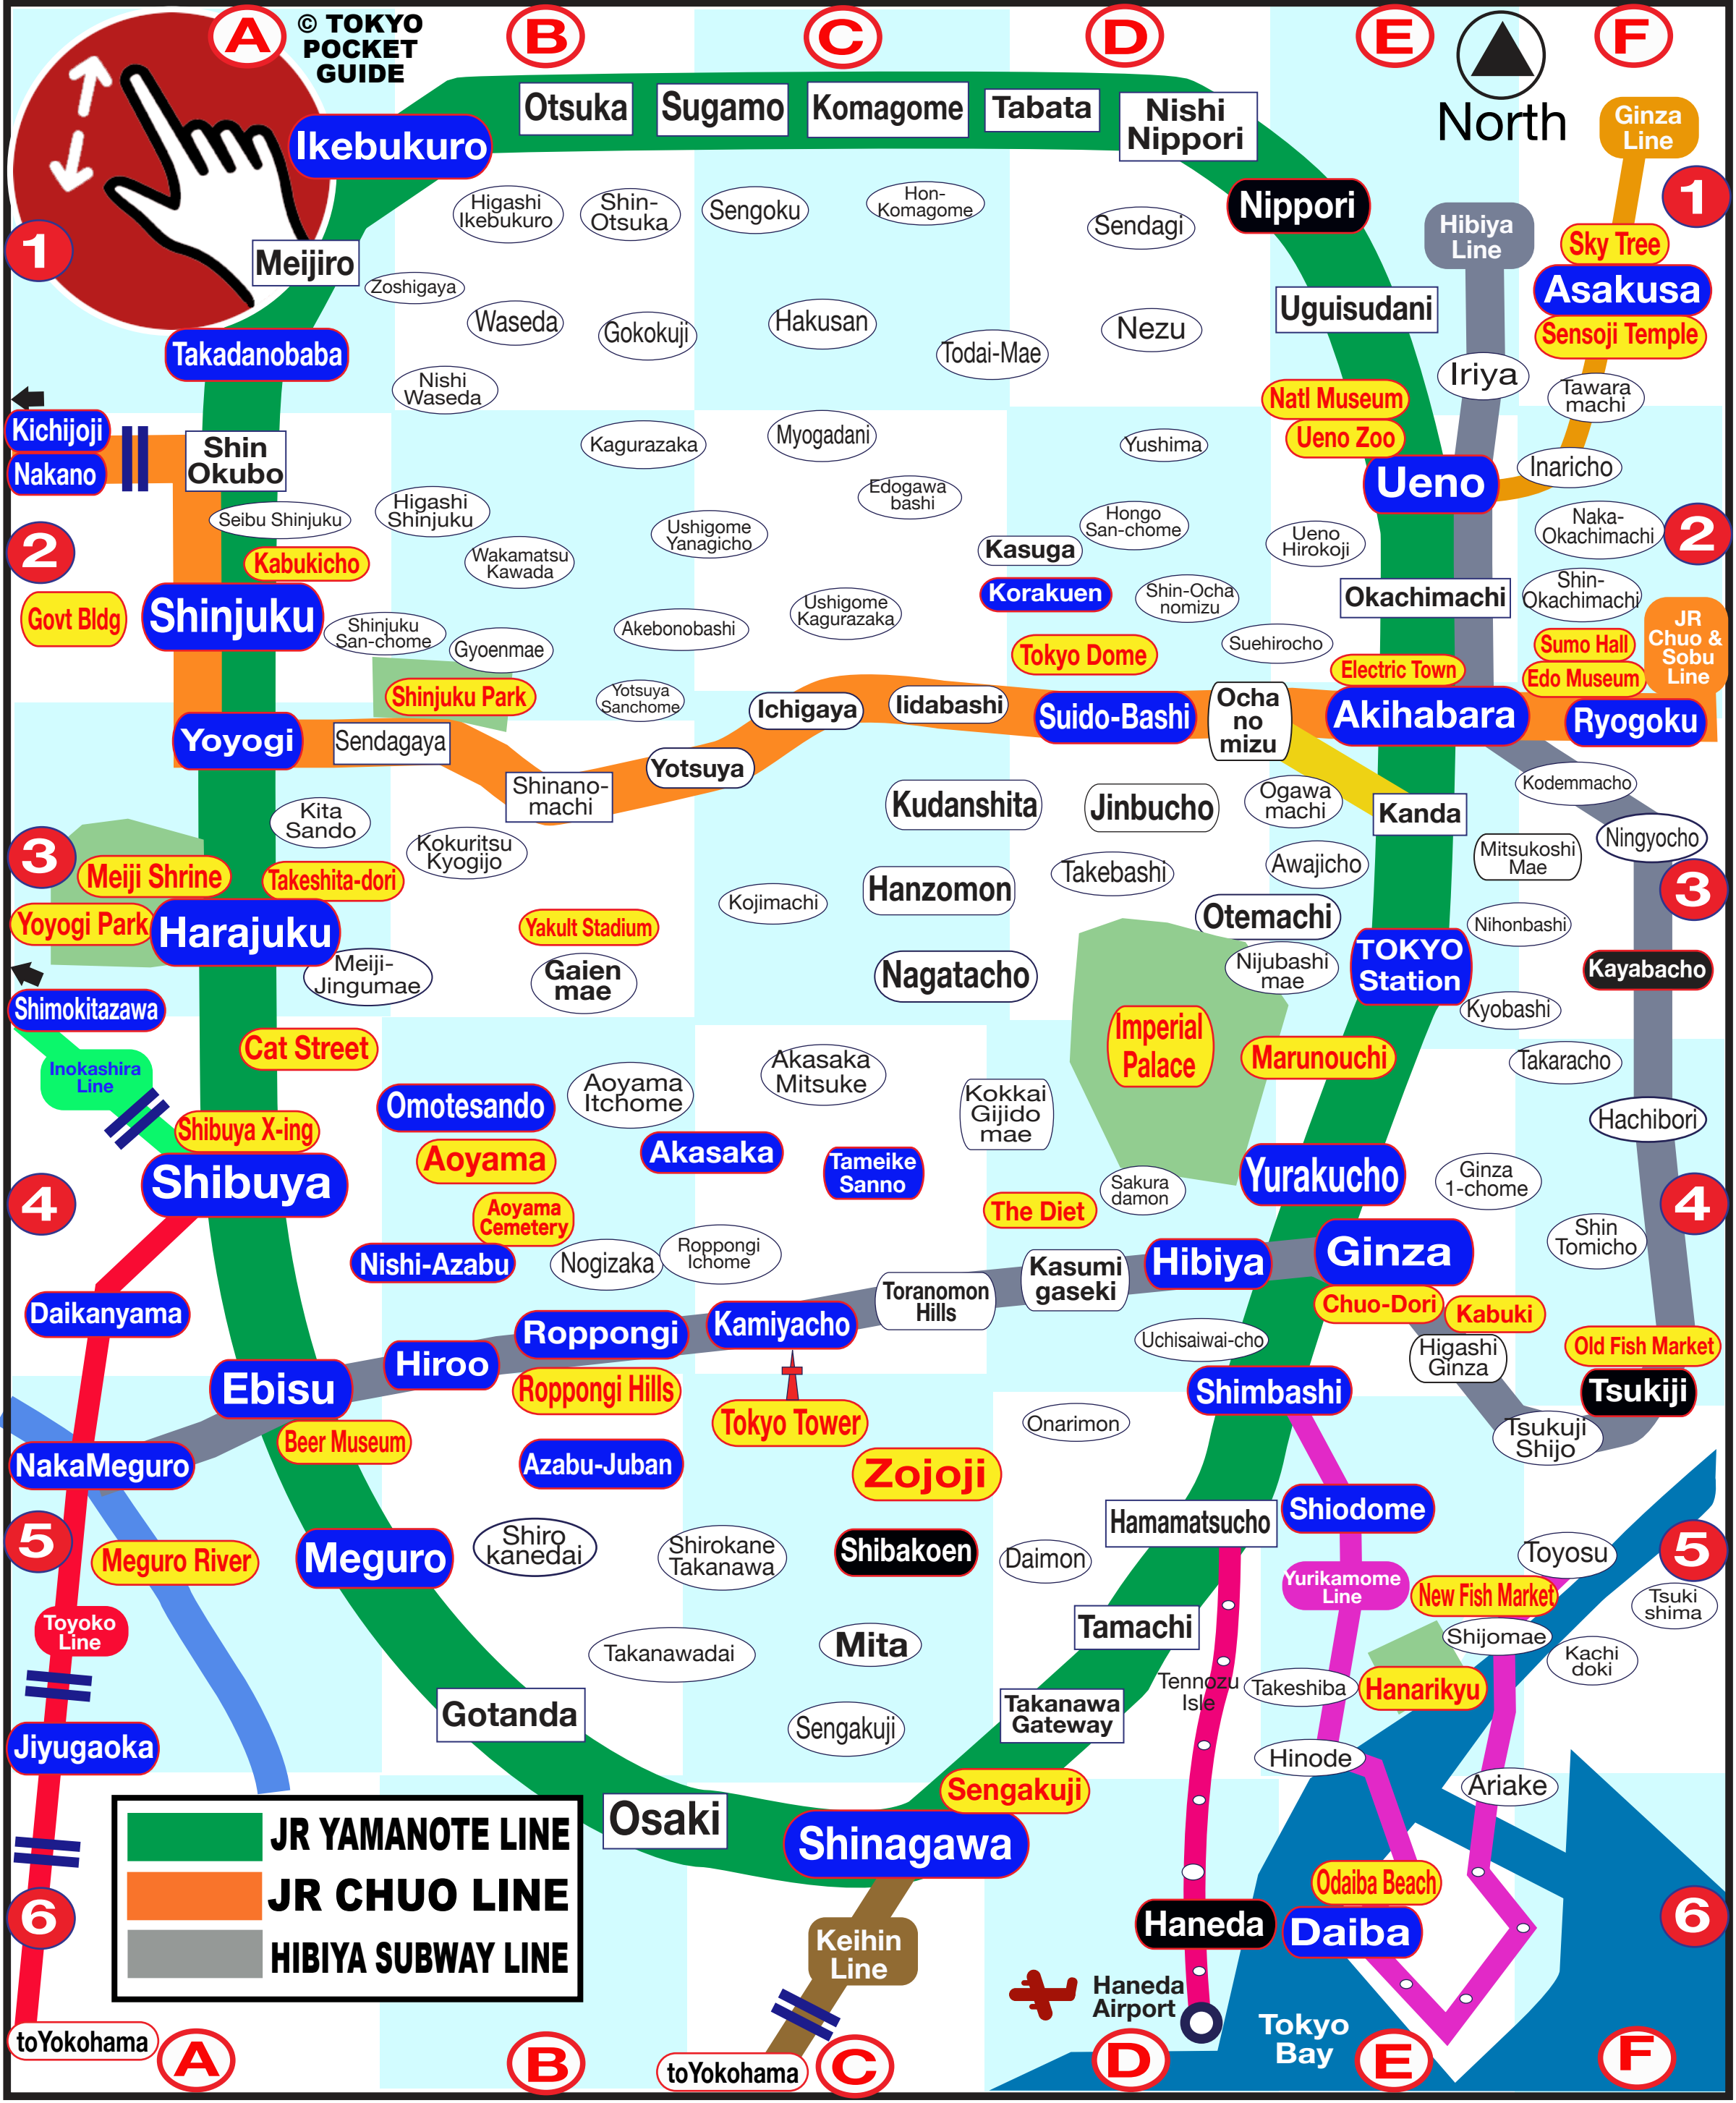 A
© TOKYO
POCKET
GUIDE
B
C
D
E
North
F
Ginza
Line
Otsuka
Sugamo
Komagome
Tabata
Nishi
Nippori
Ikebukuro
1
Higashi
Ikebukuro
Shin-
Otsuka
Sengoku
Hon-
Komagome
Sendagi
Nippori
Hibiya
Line
1
Sky Tree
Meijiro
Zoshigaya
Asakusa
Uguisudani
Sensoji Temple
Waseda
Gokokuji
Hakusan
Nezu
Todai-Mae
Takadanobaba
Nishi
Waseda
Iriya
Tawara
machi
Natl Museum
Ueno Zoo
Kichijoji
Nakano
Shin
Okubo
Kagurazaka
Myogadani
Yushima
Ueno
Inaricho
Seibu Shinjuku
Higashi
Shinjuku
Edogawa
bashi
Ushigome
Yanagicho
Hongo
San-chome
Ueno
Hirokoji
Naka-
Okachimachi
2
2
Kabukicho
Wakamatsu
Kawada
Kasuga
Korakuen
Shin-Ocha
nomizu
Okachimachi
Shin-
Okachimachi
Govt Bldg
Shinjuku
Shinjuku
San-chome
Gyoenmae
Akebonobashi
Ushigome
Kagurazaka
Tokyo Dome
Suehirocho
Electric Town
Sumo Hall
Edo Museum
JR
Chuo &
Sobu
Line
Shinjuku Park
Yotsuya
Sanchome
Ichigaya
Iidabashi
Suido-Bashi
Ocha
no
mizu
Akihabara
Ryogoku
Yoyogi
Sendagaya
Yotsuya
Shinano-
machi
Kodemmacho
Kita
Sando
Kudanshita
Jinbucho
Ogawa
machi
Kanda
Ningyocho
Kokuritsu
Kyogijo
Mitsukoshi
Mae
3
Meiji Shrine
Takeshita-dori
Takebashi
Awajicho
3
Hanzomon
Kojimachi
Yoyogi Park
Harajuku
Yakult Stadium
Otemachi
Nihonbashi
Meiji-
Jingumae
Gaien
mae
Nagatacho
Nijubashi
mae
TOKYO
Station
Kayabacho
Shimokitazawa
Kyobashi
Imperial
Palace
Cat Street
Marunouchi
Takaracho
Inokashira
Line
Omotesando
Aoyama
Itchome
Akasaka
Mitsuke
Kokkai
Gijido
mae
Hachibori
Shibuya X-ing
Aoyama
Akasaka
Tameike
Sanno
Shibuya
Yurakucho
Ginza
1-chome
Sakura
damon
4
4
Aoyama
Cemetery
The Diet
Nishi-Azabu
Nogizaka
Roppongi
Ichome
Shin
Tomicho
Kasumi
gaseki
Hibiya
Ginza
Toranomon
Hills
Daikanyama
Roppongi
Kamiyacho
Chuo-Dori
Kabuki
Uchisaiwai-cho
Higashi
Ginza
Old Fish Market
Hiroo
Ebisu
Roppongi Hills
Shimbashi
Tsukiji
Tokyo Tower
Onarimon
Beer Museum
Tsukuji
Shijo
NakaMeguro
Azabu-Juban
Zojoji
Shiodome
Hamamatsucho
5
Meguro River
Meguro
Shiro
kanedai
Shirokane
Takanawa
Shibakoen
Daimon
Toyosu
5
Yurikamome
Line
New Fish Market
Tsuki
shima
Toyoko
Line
Tamachi
Shijomae
Takanawadai
Mita
Kachi
doki
Tennozu
Isle
Takeshiba
Hanarikyu
Gotanda
Sengakuji
Takanawa
Gateway
Jiyugaoka
Hinode
Ariake
Sengakuji
JR YAMANOTE LINE
Osaki
Shinagawa
JR CHUO LINE
Odaiba Beach
6
Haneda
Daiba
6
HIBIYA SUBWAY LINE
Keihin
Line
Haneda
Airport
Tokyo
Bay
toYokohama
A
B
toYokohama
C
D
E
F